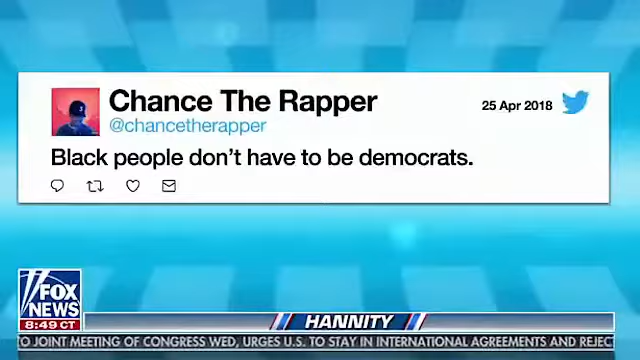 Chance The Rapper
@chancetherapper
25 Apr 2018
Black people don't have to be democrats.
FOX
NEWS
8:49 CT
HANNITY
O JOINT MEETING OF CONGRESS WED, URGES U.S. TO STAY IN INTERNATIONAL AGREEMENTS AND REJEC